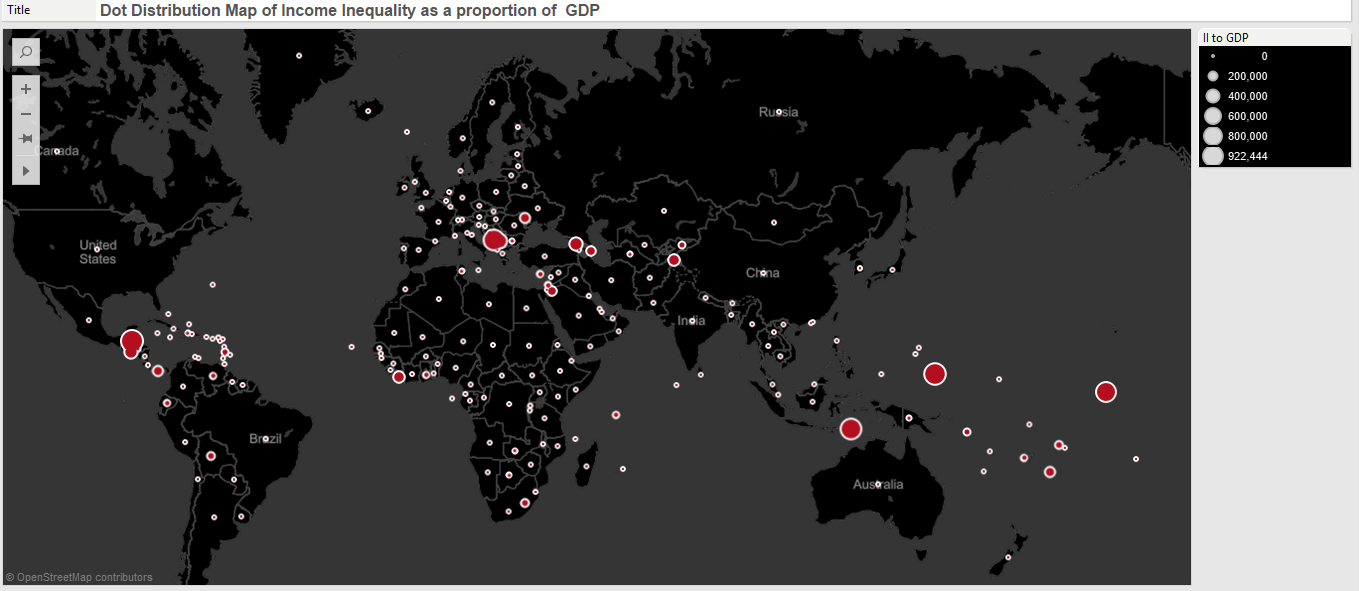 Title
Dot Distribution Map of Income Inequality as a proportion of  GDP
II to GDP
0
200,000
400,000
600,000
800,000
922,444
Russia
Canada
United
States
China
India
Brazil
Australia
© OpenStreetMap contributors